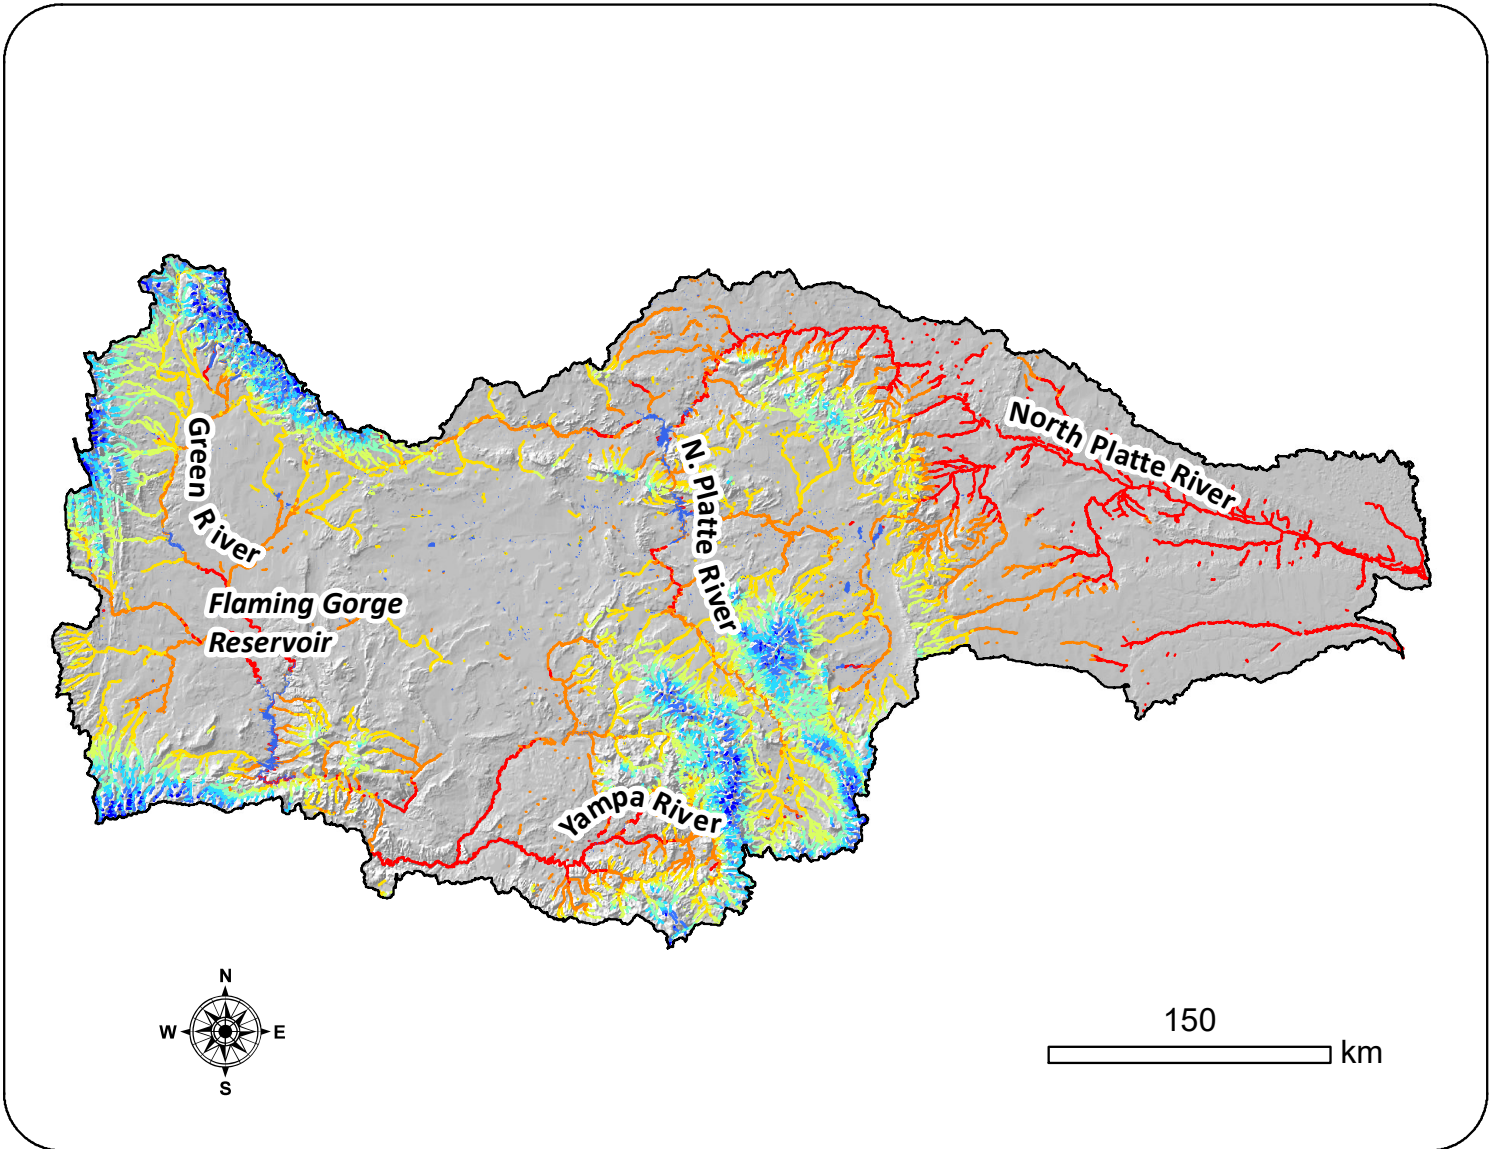 Green River
Flaming Gorge
Reservoir
N. Platte River
North Platte River
Yampa River
N
W E
S
150
km